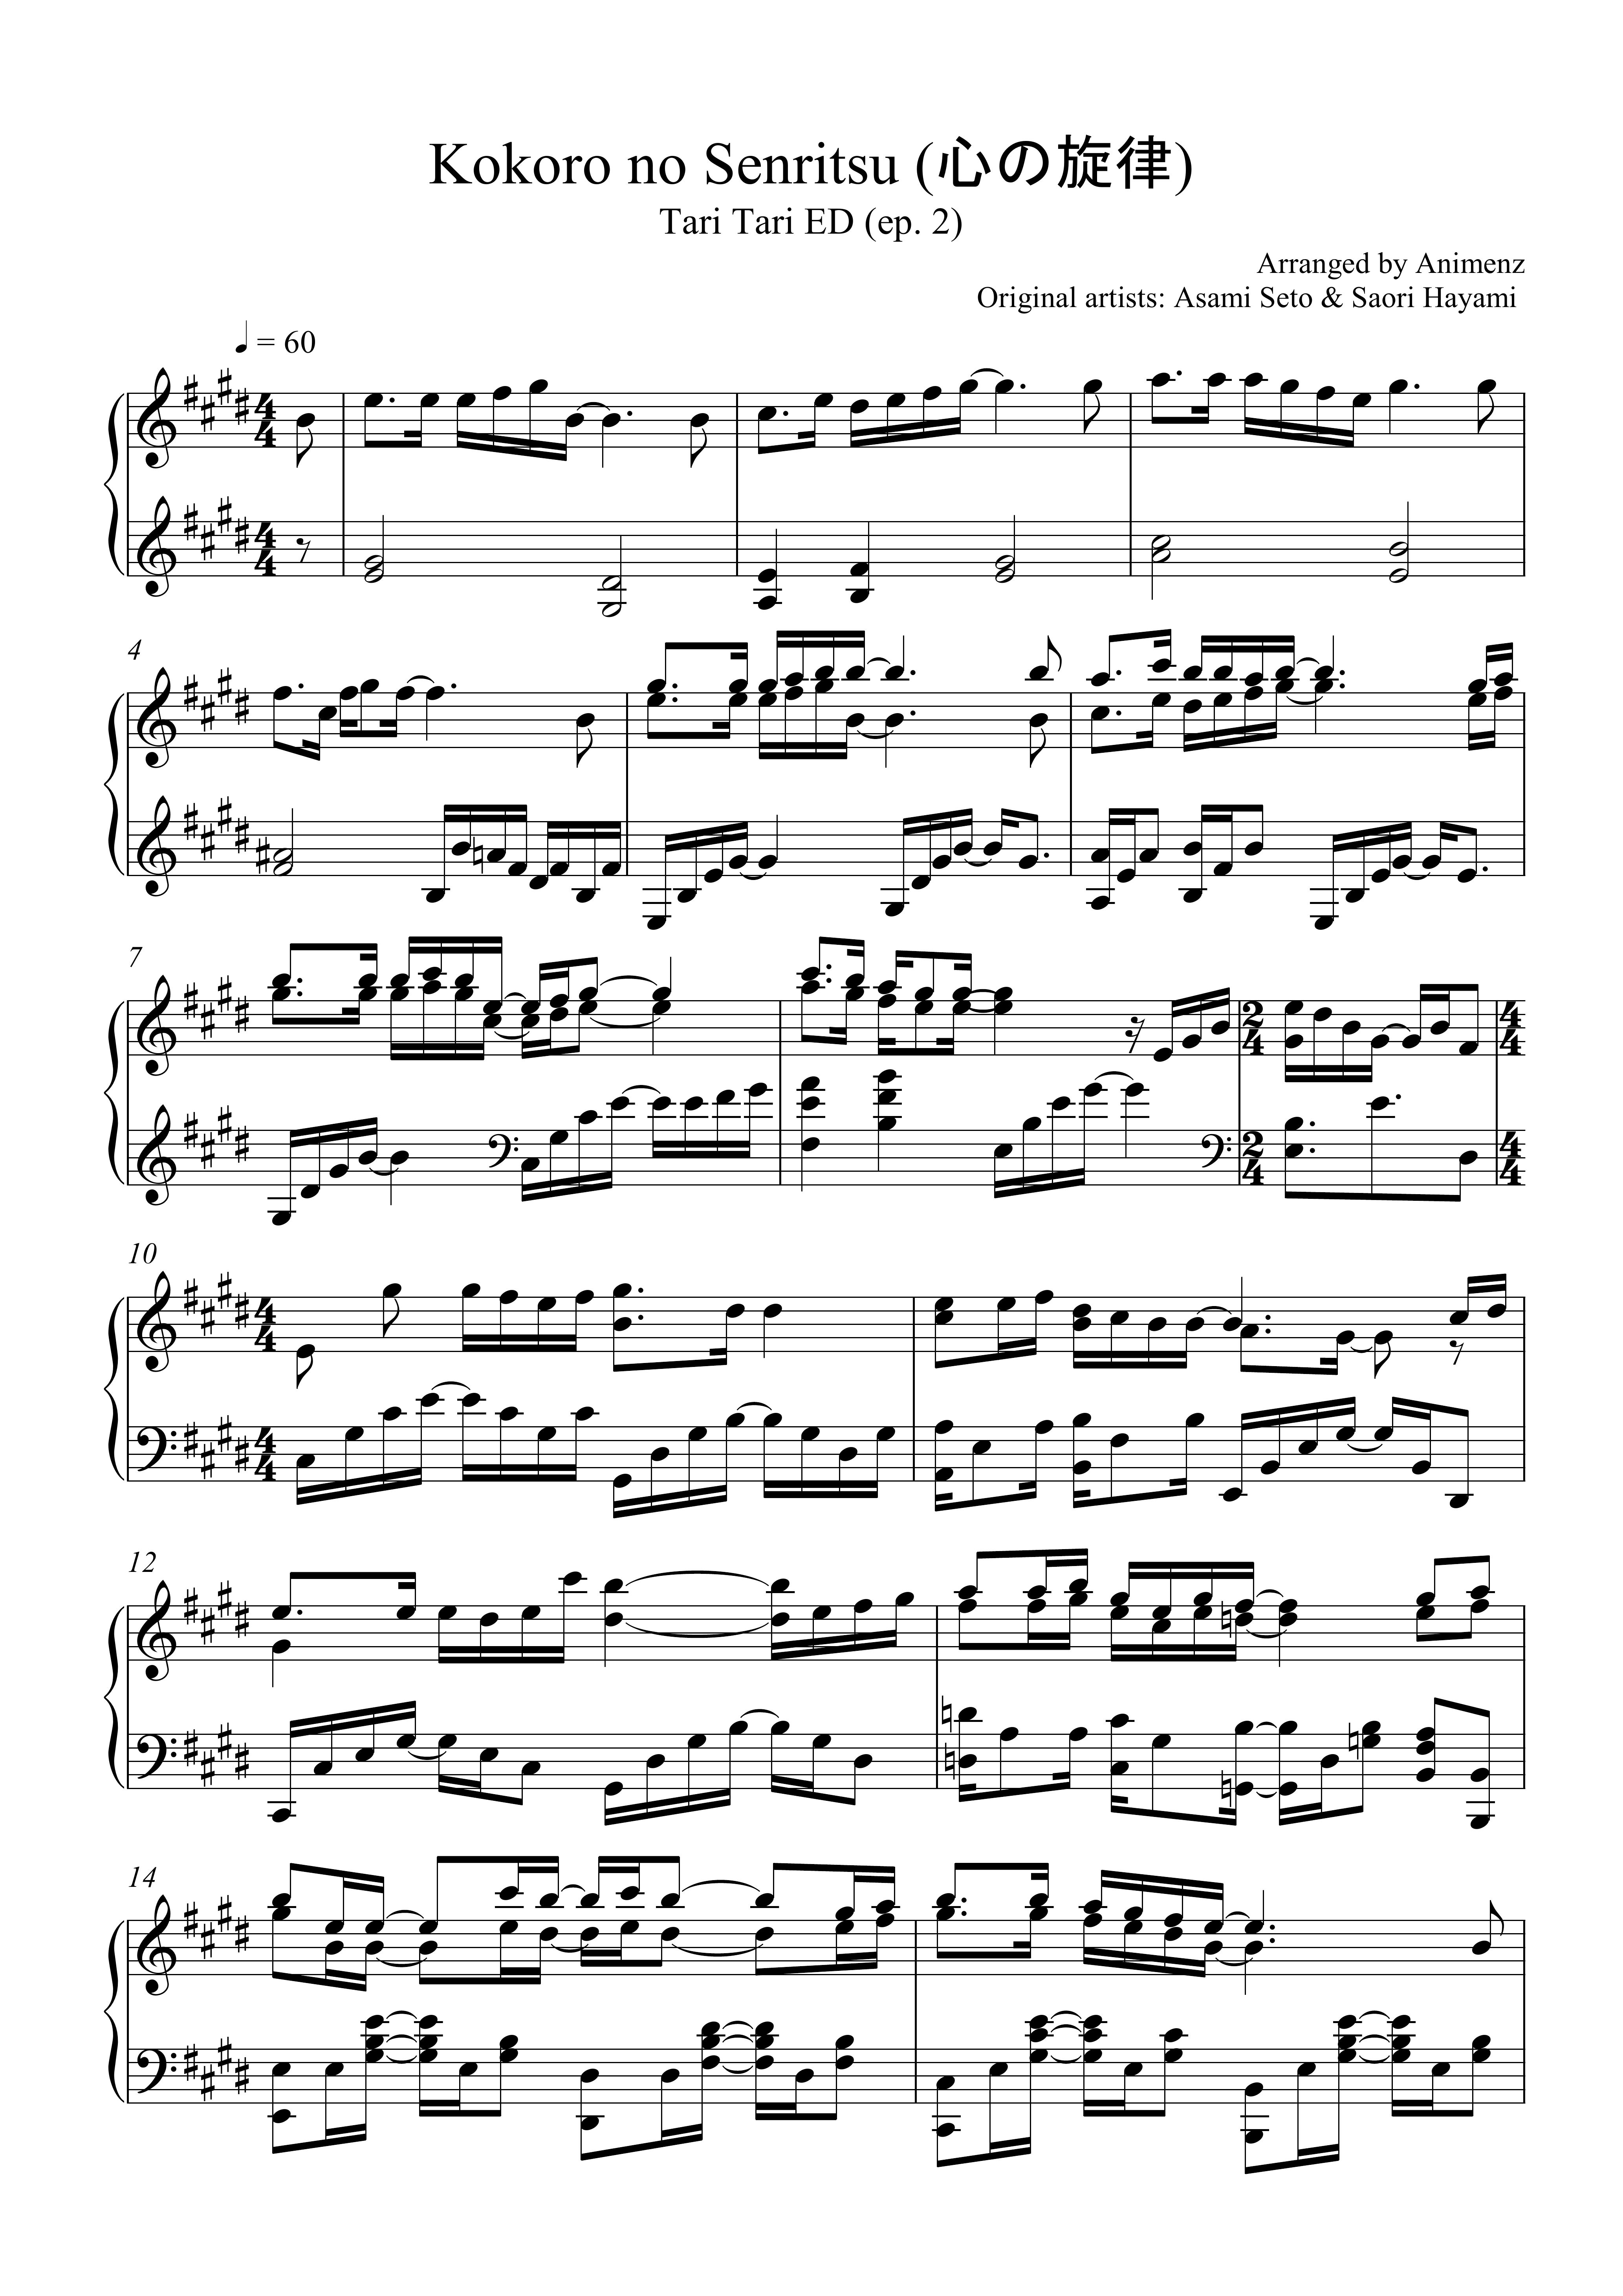 Kokoro no Senritsu (心の旋律)
Tari Tari ED (ep. 2)
Arranged by Animenz
Original artists: Asami Seto & Saori Hayami
♩ = 60
4
7
10
12
14